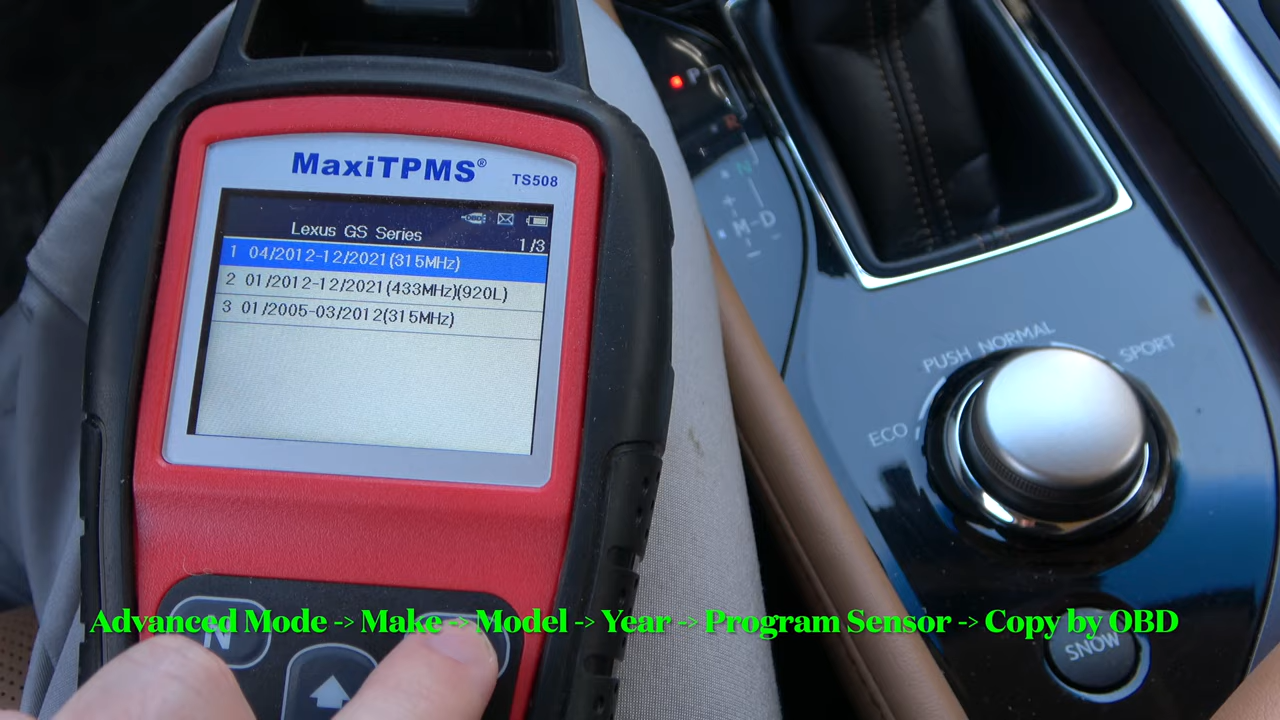 MaxiTPMS®
TS508
OBD
Lexus GS Series
1/3
1 04/2012-12/2021(315MHz)
2 01/2012-12/2021(433MHz)(920L)
3 01/2005-03/2012(315MHz)
N
P
R
N
+
M-D
PUSH NORMAL
SPORT
ECO
SNOW
Advanced Mode -> Make -> Model -> Year -> Program Sensor -> Copy by OBD